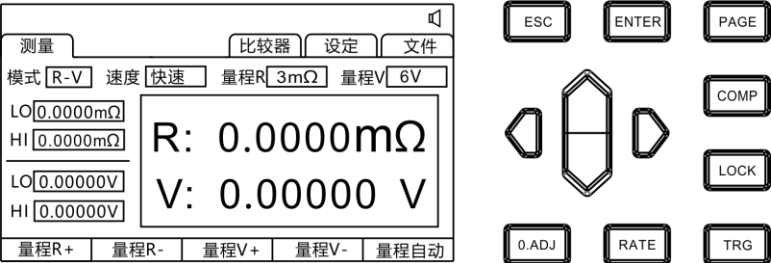 测量 比较器 设定 文件
模式 R-V 速度 快速 量程R 3mΩ 量程V 6V
LO 0.0000mΩ
HI 0.0000mΩ
R: 0.0000mΩ
LO 0.00000V
HI 0.00000V
V: 0.00000 V
量程R+ 量程R- 量程V+ 量程V- 量程自动
ESC ENTER PAGE
COMP
LOCK
0.ADJ RATE TRG